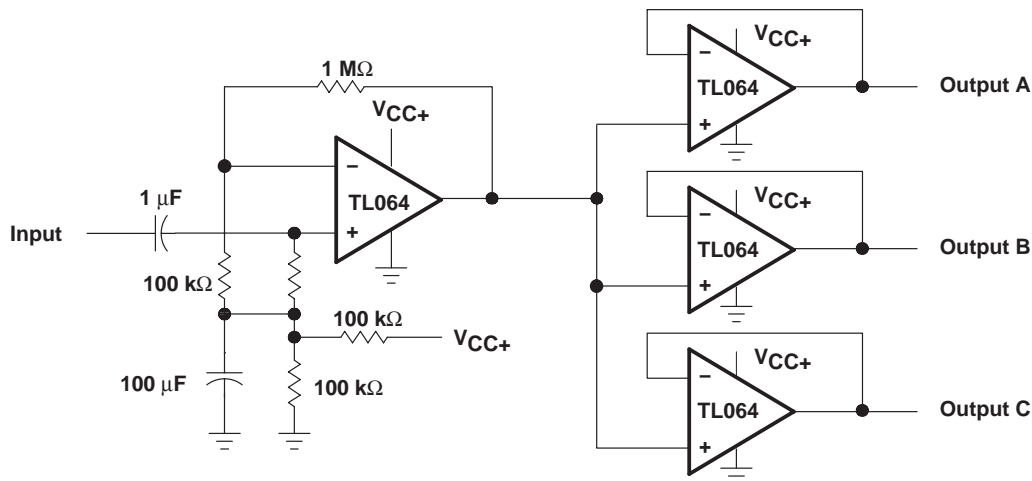 VCC+
−
TL064
+
Output A
1 MΩ
VCC+
−
TL064
+
1 μF
Input
100 kΩ
100 kΩ
VCC+
100 μF
100 kΩ
VCC+
−
TL064
+
Output B
VCC+
−
TL064
+
Output C